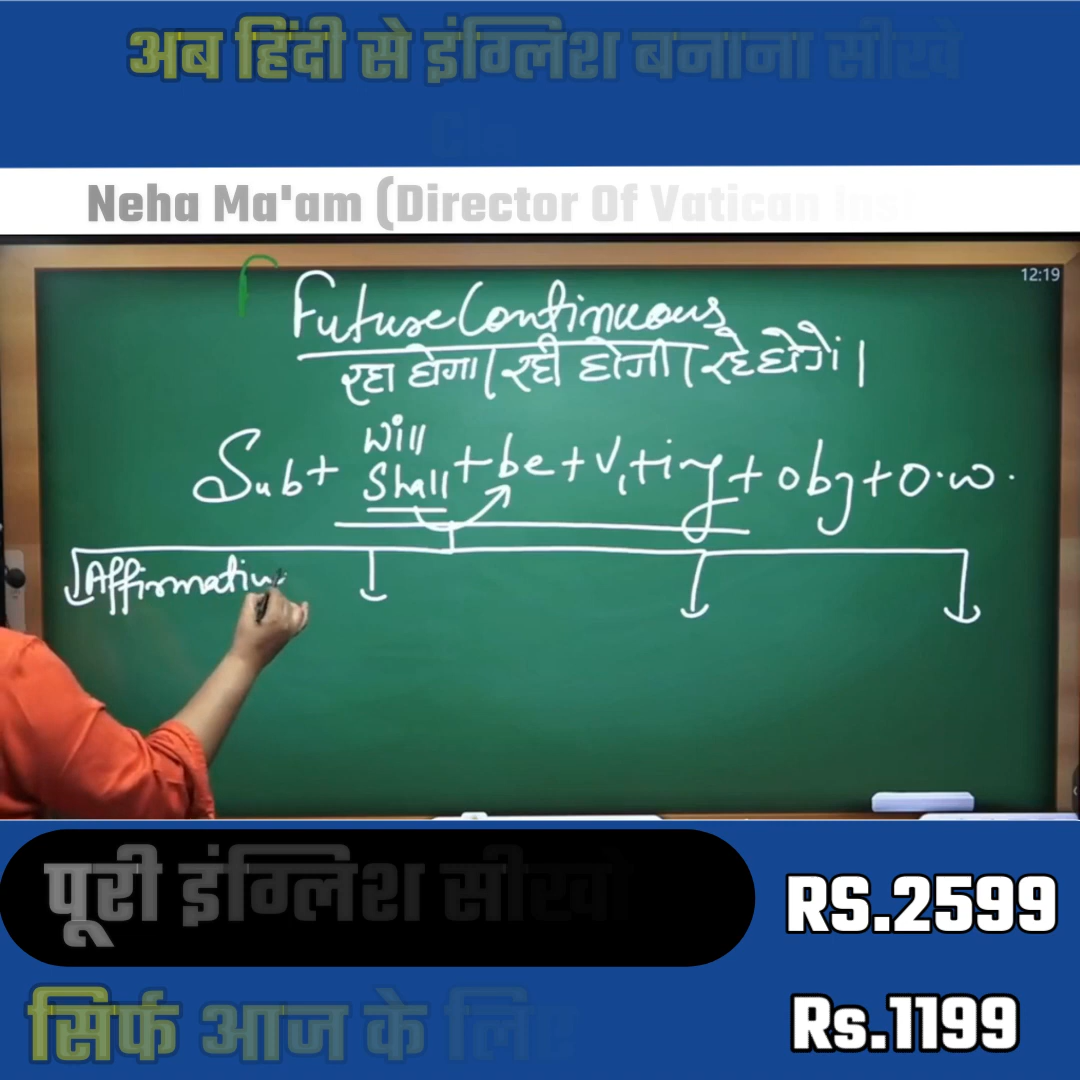 अब हिंदी से इंग्लिश बनाना सीखे
Neha Ma'am (Director Of Vatican
12:19
Future Continuous
रहा होगा / रही होगी / रहे होगें।
Will
Sub + Shall + be + V₁ + ing + obj + O.W.
Affirmative
पूरी इंग्लिश सीखो
RS.2599
सिर्फ आज के लिए
Rs.1199